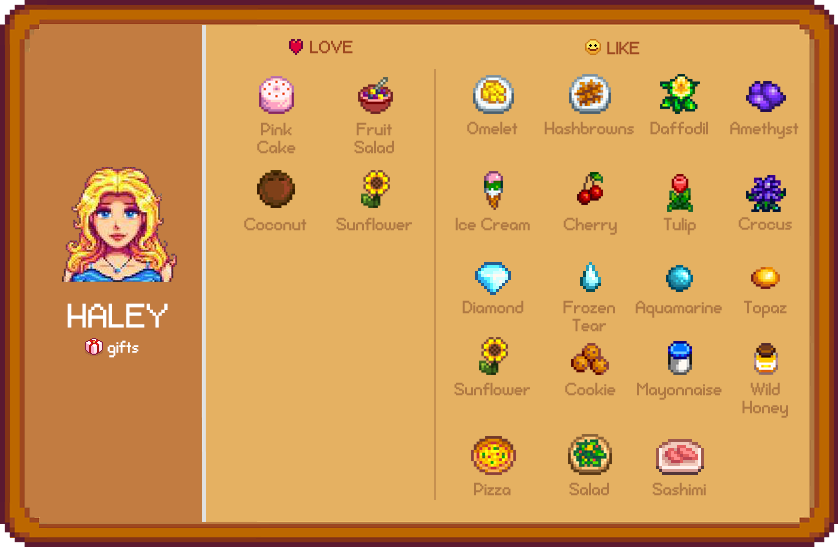 LOVE
LIKE
Pink
Cake
Fruit
Salad
Omelet
Hashbrowns
Daffodil
Amethyst
Coconut
Sunflower
Ice Cream
Cherry
Tulip
Crocus
HALEY
gifts
Diamond
Frozen
Tear
Aquamarine
Topaz
Sunflower
Cookie
Mayonnaise
Wild
Honey
Pizza
Salad
Sashimi